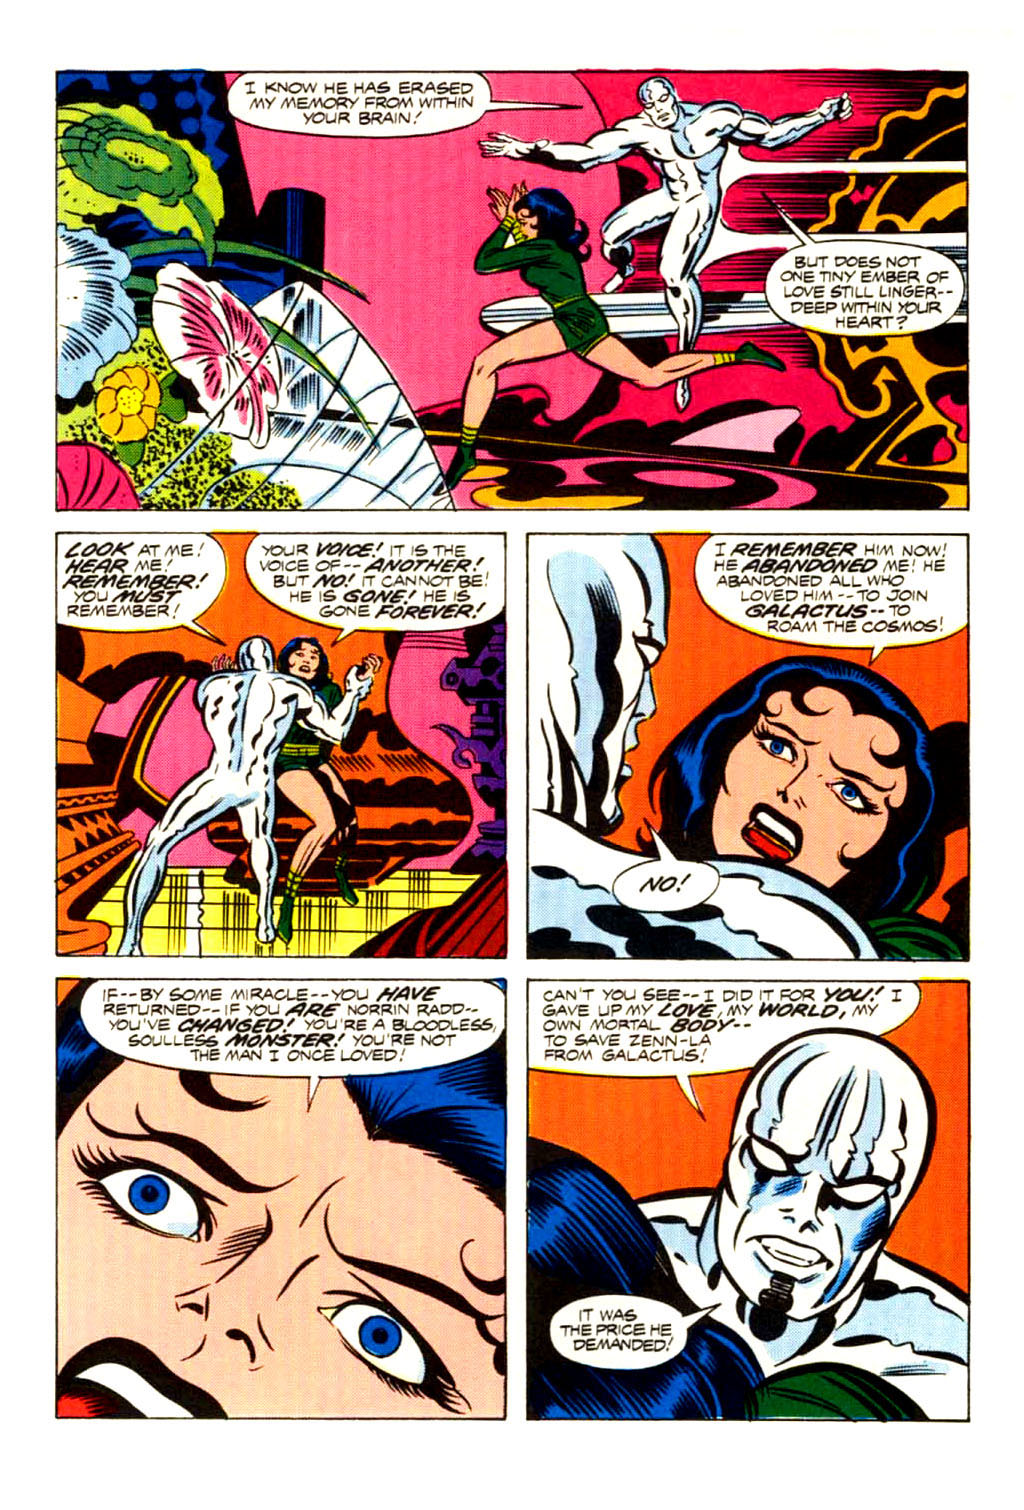 I KNOW HE HAS ERASED
MY MEMORY FROM WITHIN
YOUR BRAIN!
BUT DOES NOT
ONE TINY EMBER OF
LOVE STILL LINGER--
DEEP WITHIN YOUR
HEART?
LOOK AT ME!
HEAR ME!
REMEMBER!
YOU MUST
REMEMBER!
YOUR VOICE! IT IS THE
VOICE OF-- ANOTHER!
BUT NO! IT CANNOT BE!
HE IS GONE! HE IS
GONE FOREVER!
I REMEMBER HIM NOW!
HE ABANDONED ME! HE
ABANDONED ALL WHO
LOVED HIM--TO JOIN
GALACTUS--TO
ROAM THE COSMOS!
NO!
IF--BY SOME MIRACLE--YOU HAVE
RETURNED--IF YOU ARE NORRIN RADD--
YOU'VE CHANGED! YOU'RE A BLOODLESS,
SOULLESS MONSTER! YOU'RE NOT
THE MAN I ONCE LOVED!
CAN'T YOU SEE--I DID IT FOR YOU! I
GAVE UP MY LOVE, MY WORLD, MY
OWN MORTAL BODY--
TO SAVE ZENN-LA
FROM GALACTUS!
IT WAS
THE PRICE HE
DEMANDED!